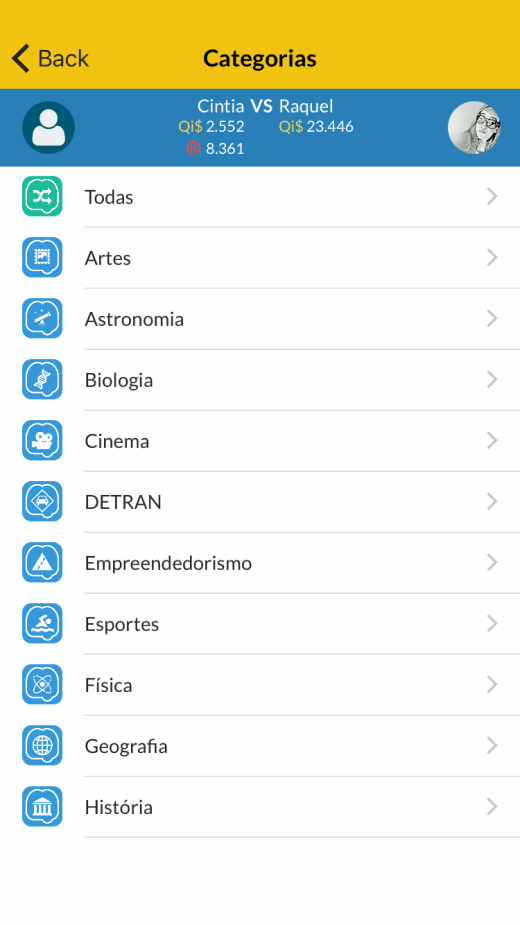 Back Categorias
Cintia VS Raquel
Qi$ 2.552 Qi$ 23.446
8.361
Todas
Artes
Astronomia
Biologia
Cinema
DETRAN
Empreendedorismo
Esportes
Física
Geografia
História